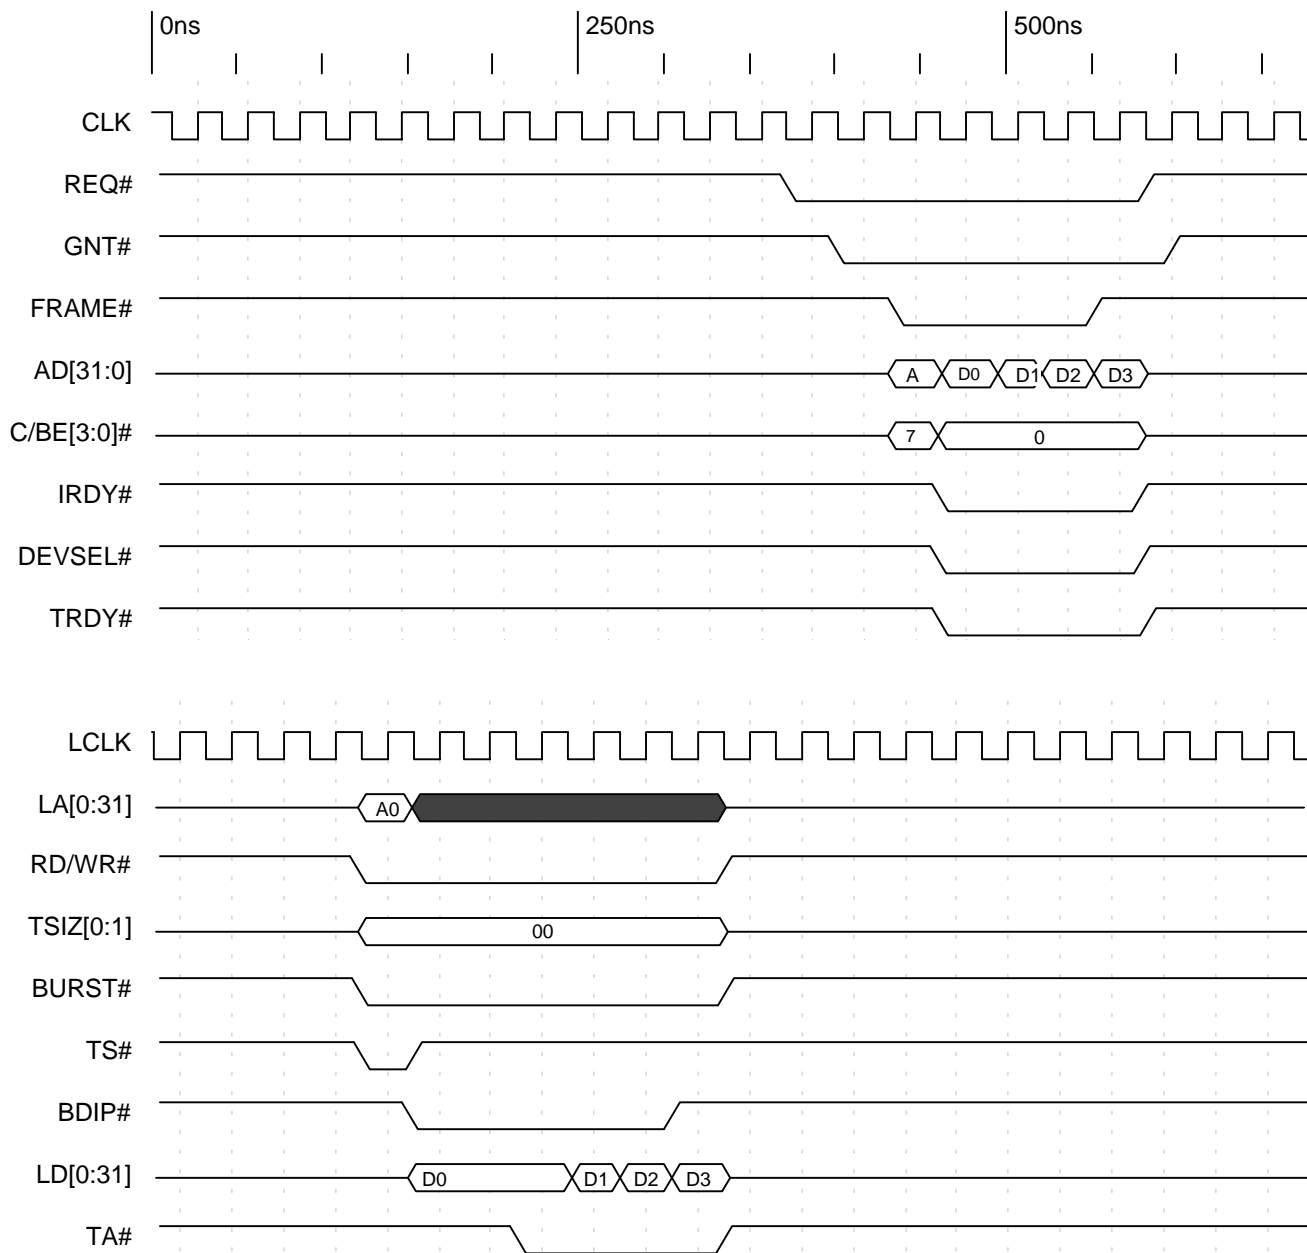 0ns 250ns 500ns
CLK
REQ#
GNT#
FRAME#
AD[31:0] A D0 D1 D2 D3
C/BE[3:0]# 7 0
IRDY#
DEVSEL#
TRDY#
LCLK
LA[0:31] A0
RD/WR#
TSIZ[0:1] 00
BURST#
TS#
BDIP#
LD[0:31] D0 D1 D2 D3
TA#